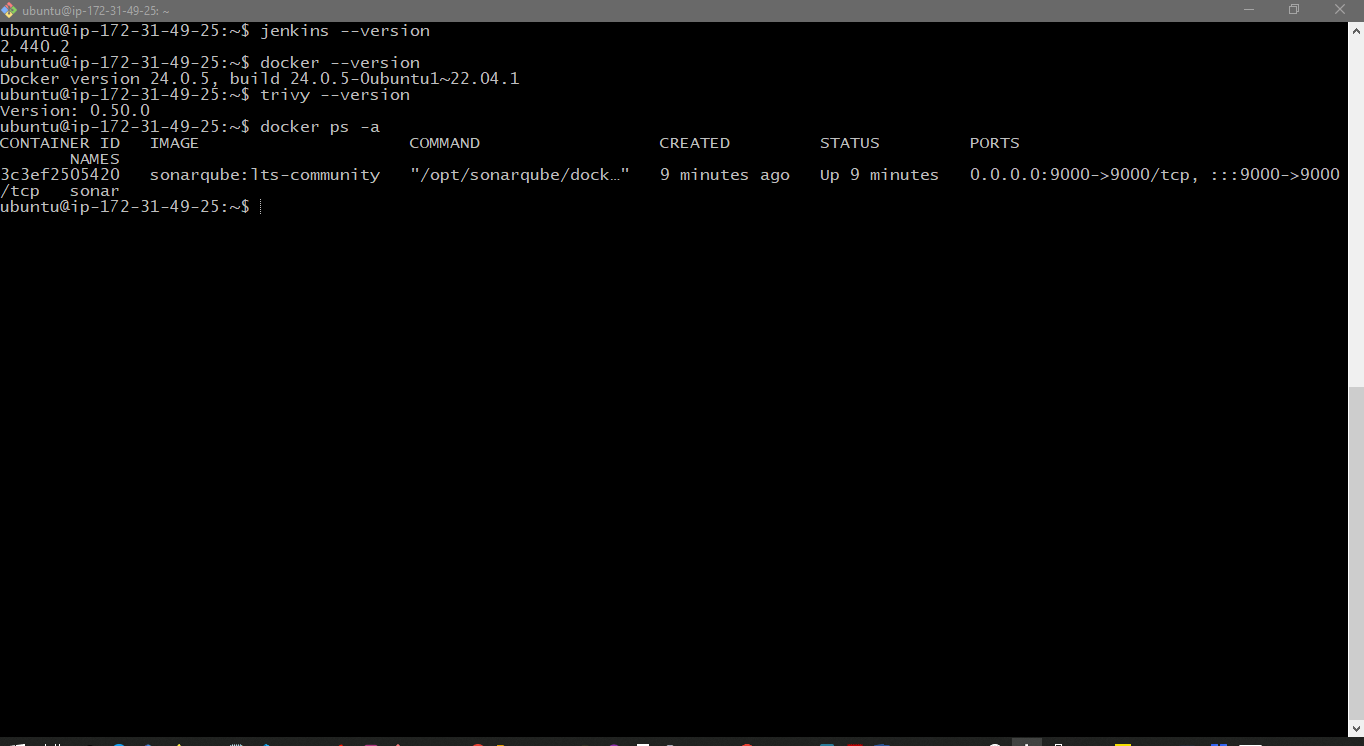 ubuntu@ip-172-31-49-25: ~
ubuntu@ip-172-31-49-25:~$ jenkins --version
2.440.2
ubuntu@ip-172-31-49-25:~$ docker --version
Docker version 24.0.5, build 24.0.5-0ubuntu1~22.04.1
ubuntu@ip-172-31-49-25:~$ trivy --version
Version: 0.50.0
ubuntu@ip-172-31-49-25:~$ docker ps -a
CONTAINER ID   IMAGE                     COMMAND                  CREATED         STATUS         PORTS
       NAMES
3c3ef2505420   sonarqube:lts-community   "/opt/sonarqube/dock…"   9 minutes ago   Up 9 minutes   0.0.0.0:9000->9000/tcp, :::9000->9000
/tcp   sonar
ubuntu@ip-172-31-49-25:~$